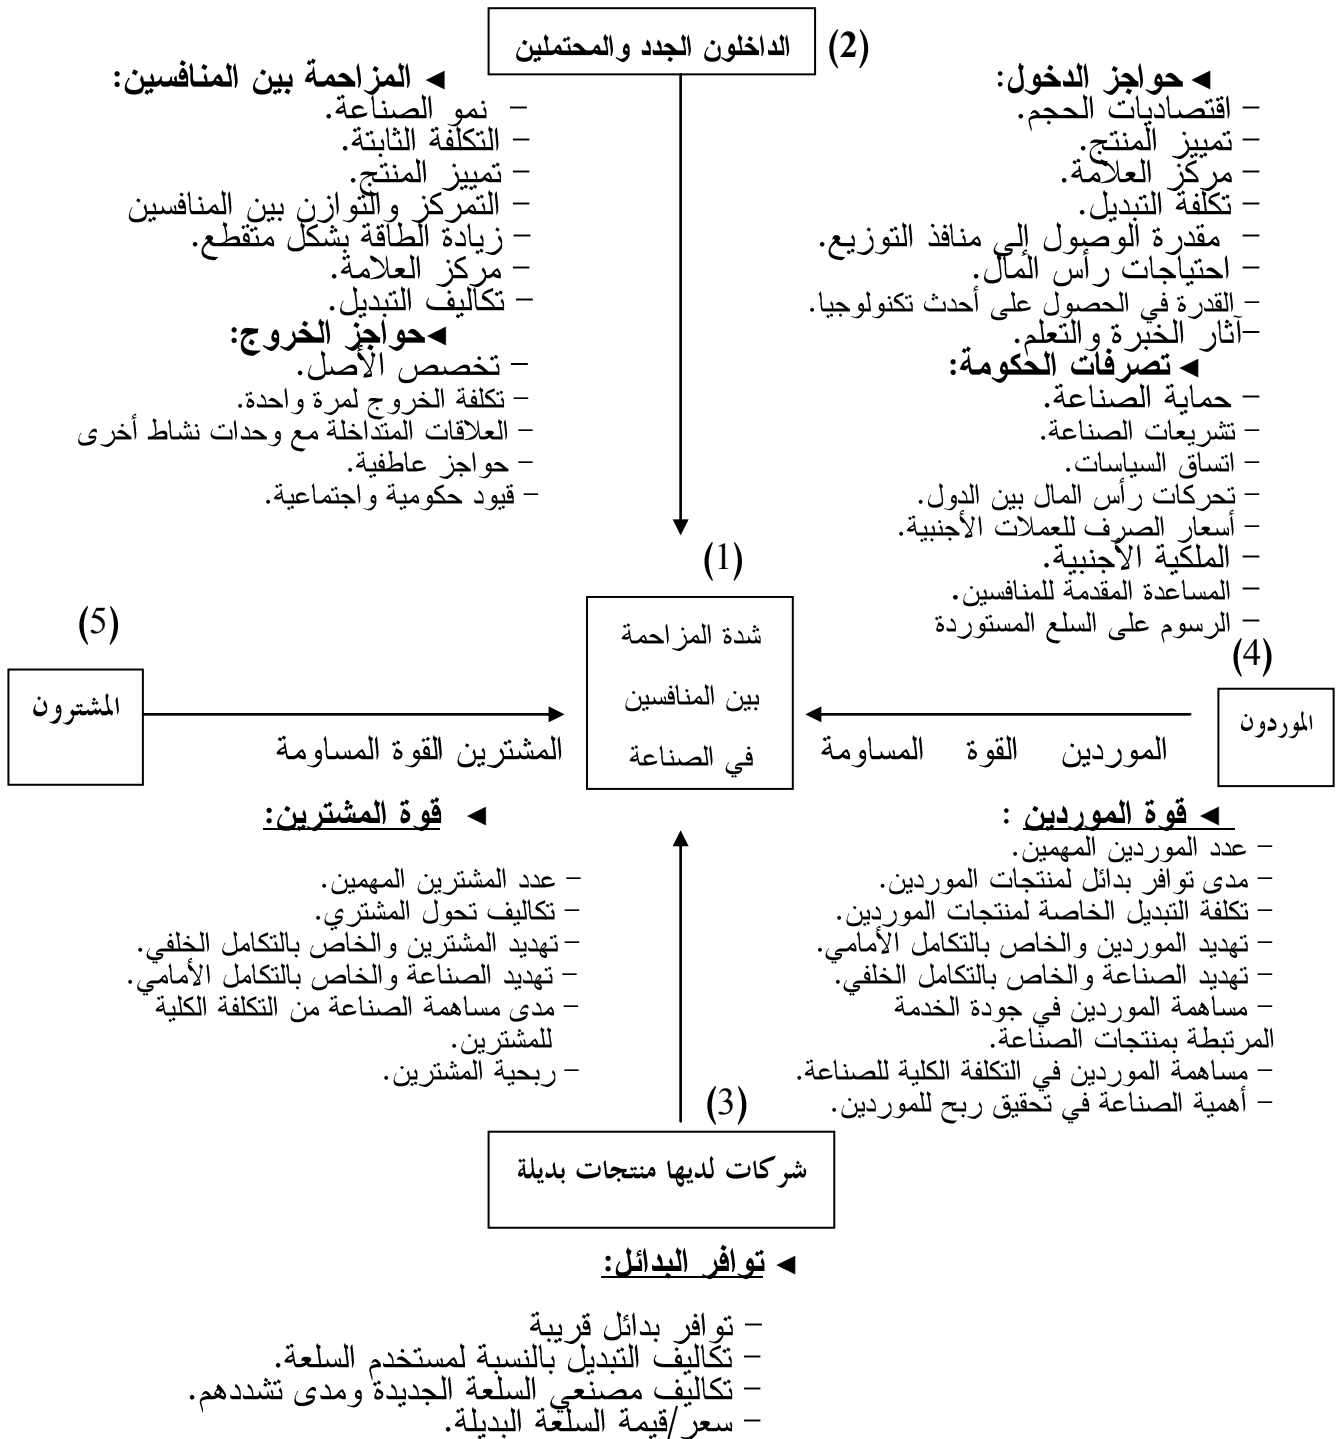 (2) الداخلون الجدد والمحتملين
◄ حواجز الدخول:
– اقتصاديات الحجم.
– تمييز المنتج.
– مركز العلامة.
– تكلفة التبديل.
– مقدرة الوصول إلى منافذ التوزيع.
– احتياجات رأس المال.
– القدرة في الحصول على أحدث تكنولوجيا.
–آثار الخبرة والتعلم.
◄ تصرفات الحكومة:
– حماية الصناعة.
– تشريعات الصناعة.
– اتساق السياسات.
– تحركات رأس المال بين الدول.
– أسعار الصرف للعملات الأجنبية.
– الملكية الأجنبية.
– المساعدة المقدمة للمنافسين.
– الرسوم على السلع المستوردة
◄ المزاحمة بين المنافسين:
– نمو الصناعة.
– التكلفة الثابتة.
– تمييز المنتج.
– التمركز والتوازن بين المنافسين
– زيادة الطاقة بشكل متقطع.
– مركز العلامة.
– تكاليف التبديل.
◄حواجز الخروج:
– تخصص الأصل.
– تكلفة الخروج لمرة واحدة.
– العلاقات المتداخلة مع وحدات نشاط أخرى
– حواجز عاطفية.
– قيود حكومية واجتماعية.
(1)
شدة المزاحمة
بين المنافسين
في الصناعة
(4)
الموردون
الموردين القوة المساومة
(5)
المشترون
المشترين القوة المساومة
◄ قوة الموردين :
– عدد الموردين المهمين.
– مدى توافر بدائل لمنتجات الموردين.
– تكلفة التبديل الخاصة لمنتجات الموردين.
– تهديد الموردين والخاص بالتكامل الأمامي.
– تهديد الصناعة والخاص بالتكامل الخلفي.
– مساهمة الموردين في جودة الخدمة
المرتبطة بمنتجات الصناعة.
– مساهمة الموردين في التكلفة الكلية للصناعة.
– أهمية الصناعة في تحقيق ربح للموردين.
◄ قوة المشترين:
– عدد المشترين المهمين.
– تكاليف تحول المشتري.
– تهديد المشترين والخاص بالتكامل الخلفي.
– تهديد الصناعة والخاص بالتكامل الأمامي.
– مدى مساهمة الصناعة من التكلفة الكلية
للمشترين.
– ربحية المشترين.
(3)
شركات لديها منتجات بديلة
◄ توافر البدائل:
– توافر بدائل قريبة
– تكاليف التبديل بالنسبة لمستخدم السلعة.
– تكاليف مصنعي السلعة الجديدة ومدى تشددهم.
– سعر/قيمة السلعة البديلة.